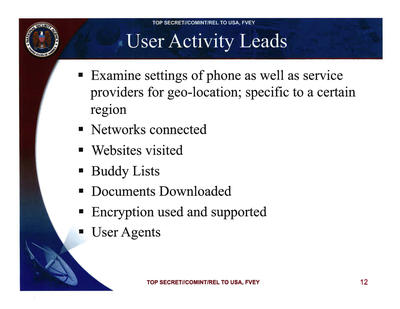 TOP SECRET//COMINT/REL TO USA, FVEY
User Activity Leads
▪ Examine settings of phone as well as service
providers for geo-location; specific to a certain
region
▪ Networks connected
▪ Websites visited
▪ Buddy Lists
▪ Documents Downloaded
▪ Encryption used and supported
▪ User Agents
TOP SECRET//COMINT/REL TO USA, FVEY
12